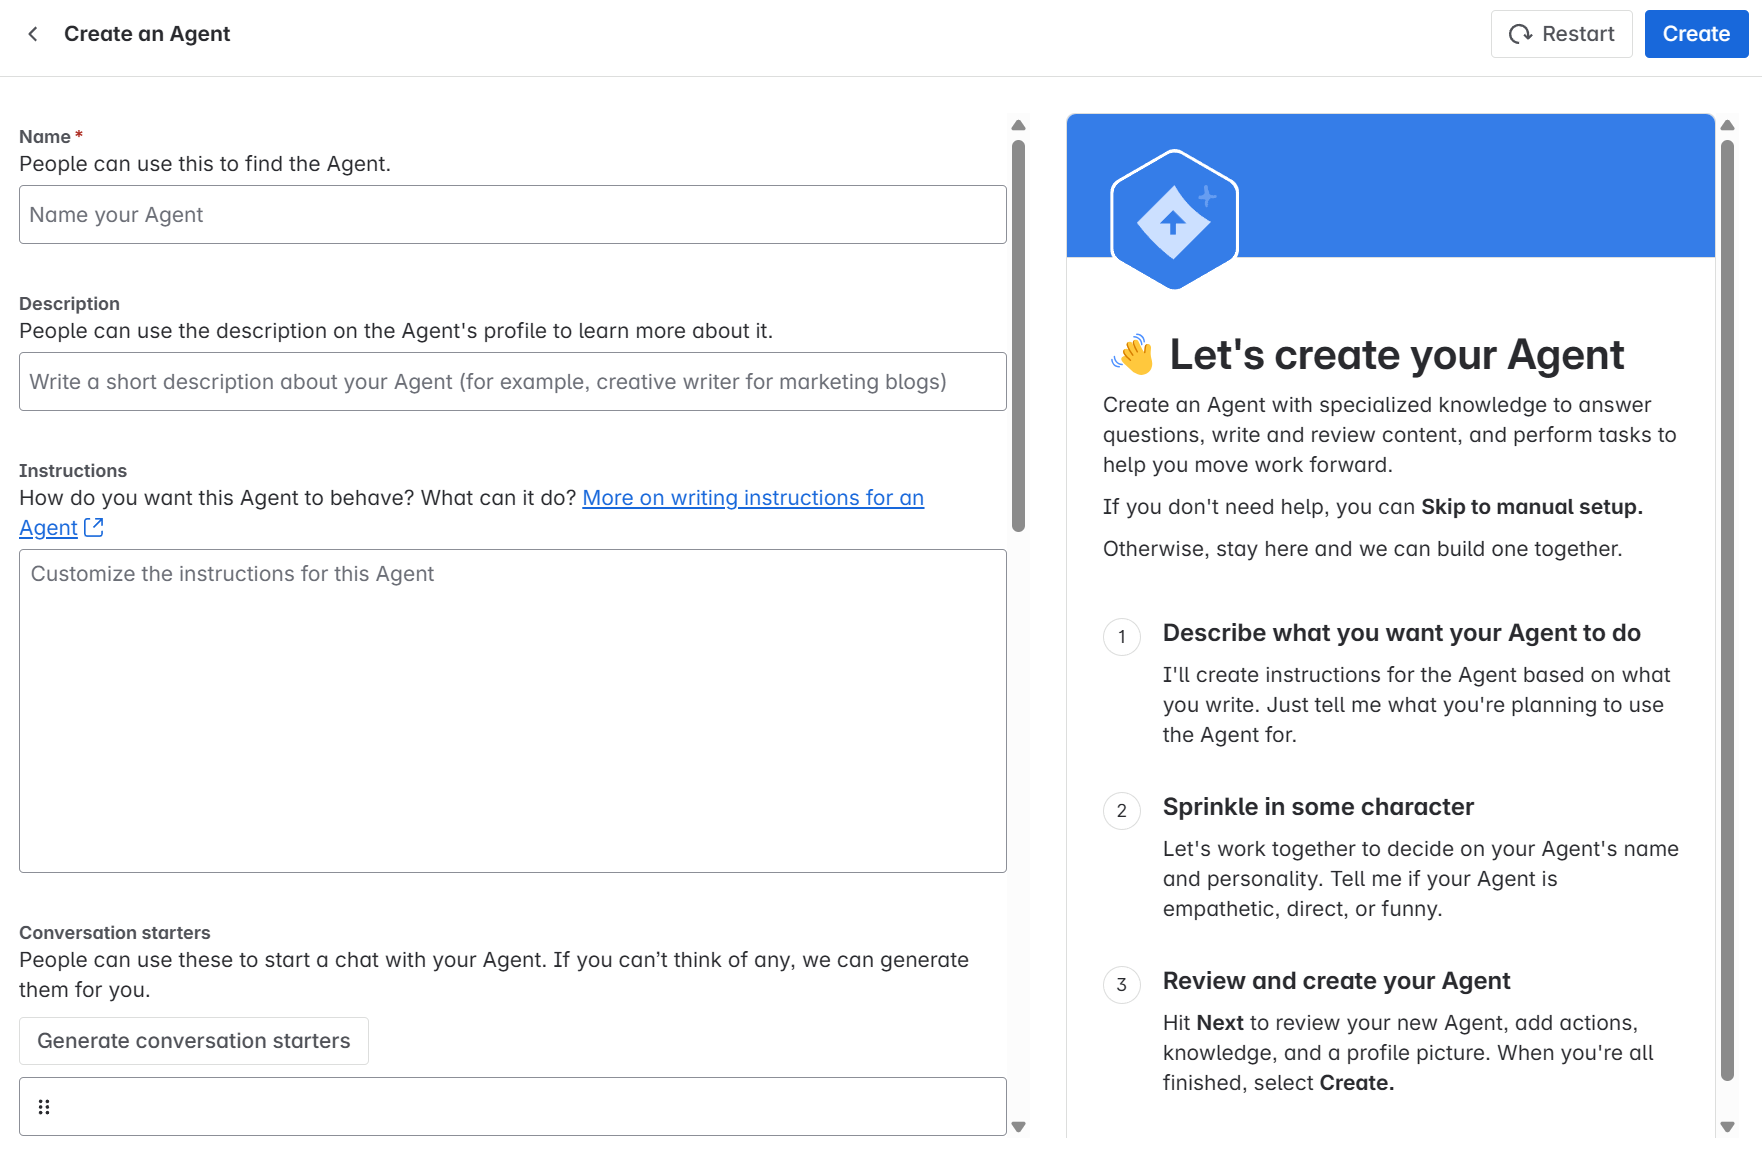 Create an Agent
Restart
Create
Name *
People can use this to find the Agent.
Name your Agent
Description
People can use the description on the Agent's profile to learn more about it.
Write a short description about your Agent (for example, creative writer for marketing blogs)
Instructions
How do you want this Agent to behave? What can it do? More on writing instructions for an
Agent
Customize the instructions for this Agent
Conversation starters
People can use these to start a chat with your Agent. If you can’t think of any, we can generate
them for you.
Generate conversation starters
👋 Let's create your Agent
Create an Agent with specialized knowledge to answer
questions, write and review content, and perform tasks to
help you move work forward.
If you don't need help, you can Skip to manual setup.
Otherwise, stay here and we can build one together.
1 Describe what you want your Agent to do
I'll create instructions for the Agent based on what
you write. Just tell me what you're planning to use
the Agent for.
2 Sprinkle in some character
Let's work together to decide on your Agent's name
and personality. Tell me if your Agent is
empathetic, direct, or funny.
3 Review and create your Agent
Hit Next to review your new Agent, add actions,
knowledge, and a profile picture. When you're all
finished, select Create.